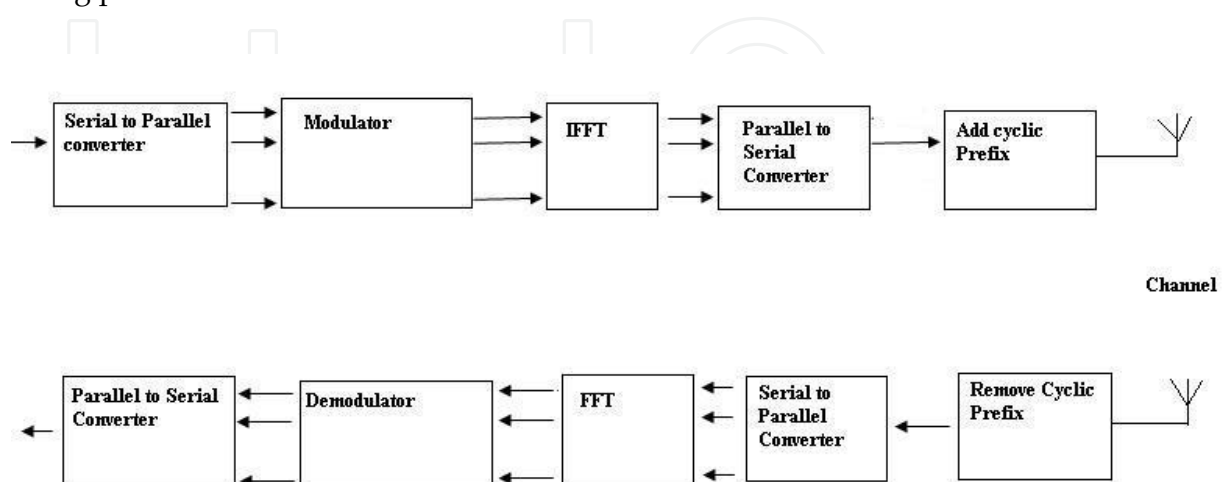 Serial to Parallel
converter
Modulator
IFFT
Parallel to
Serial
Converter
Add cyclic
Prefix
Channel
Parallel to Serial
Converter
Demodulator
FFT
Serial to
Parallel
Converter
Remove Cyclic
Prefix